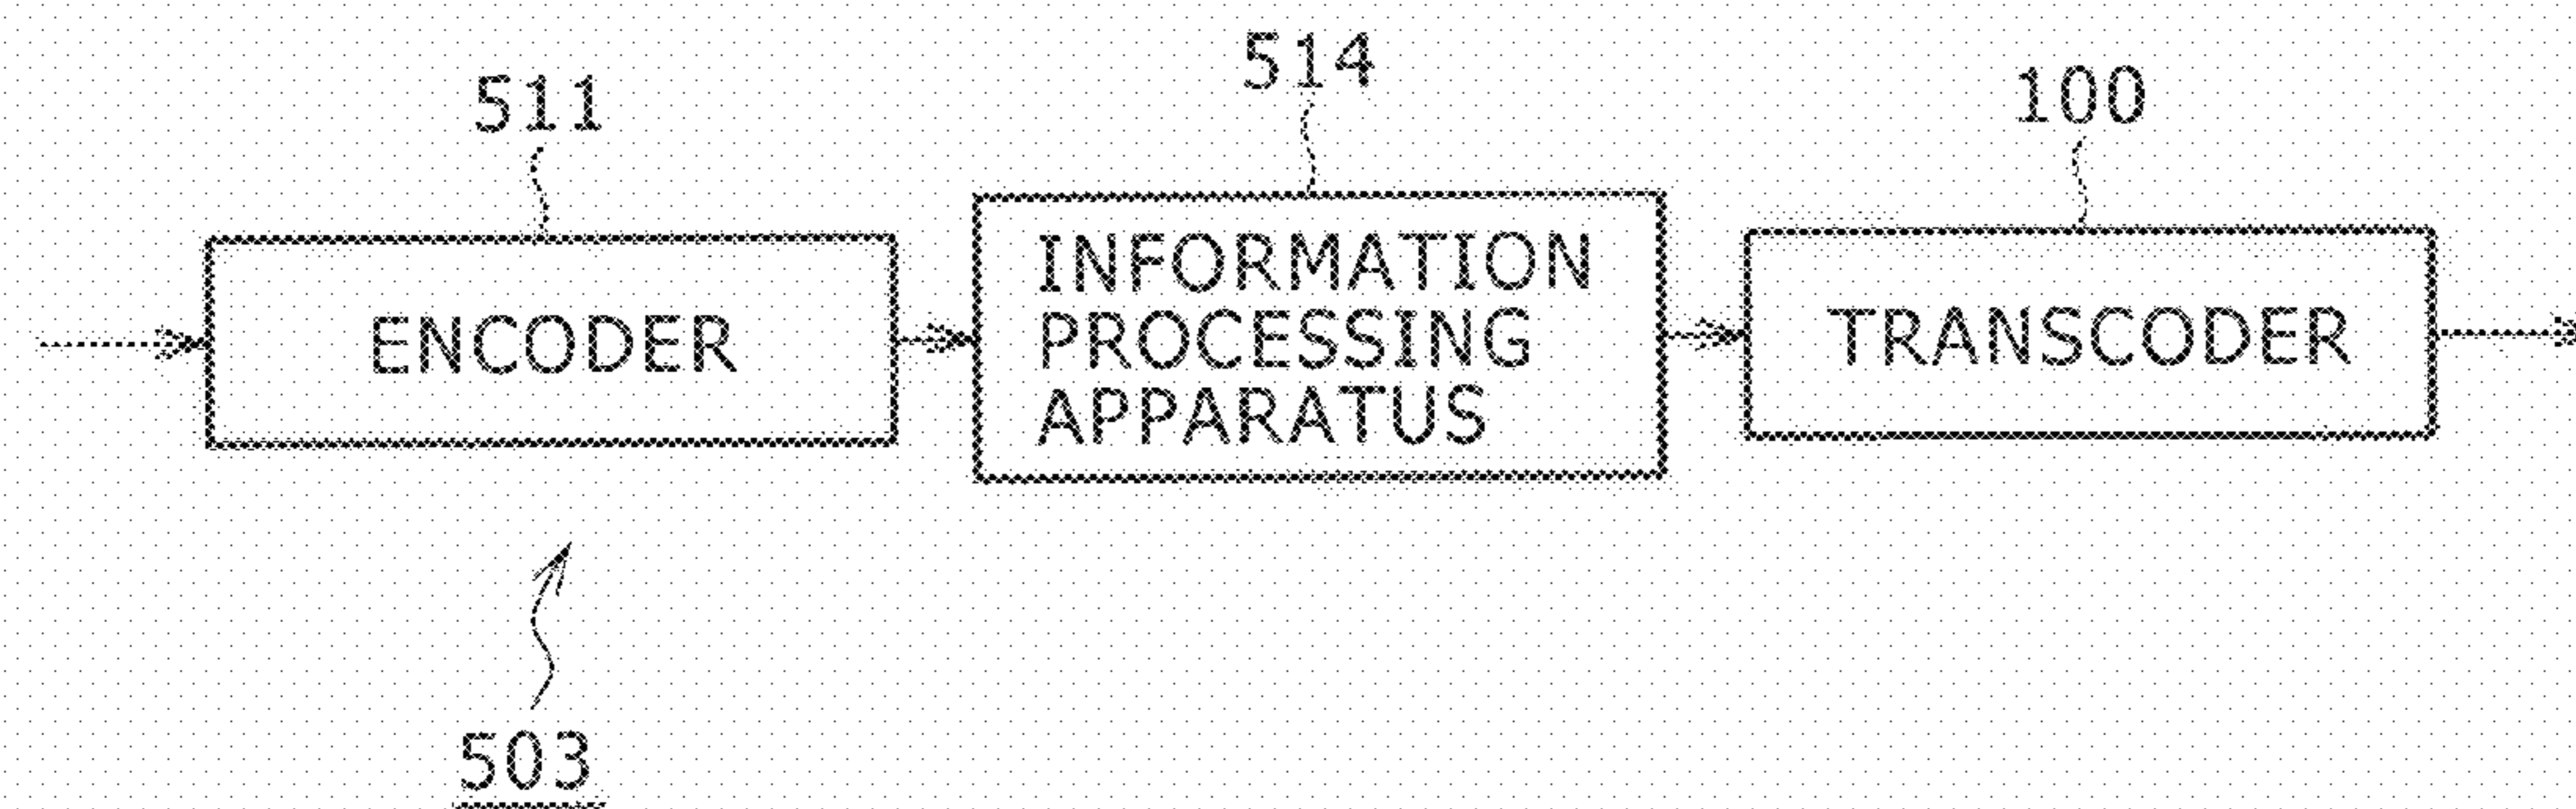 511
514
100
ENCODER
INFORMATION
PROCESSING
APPARATUS
TRANSCODER
503